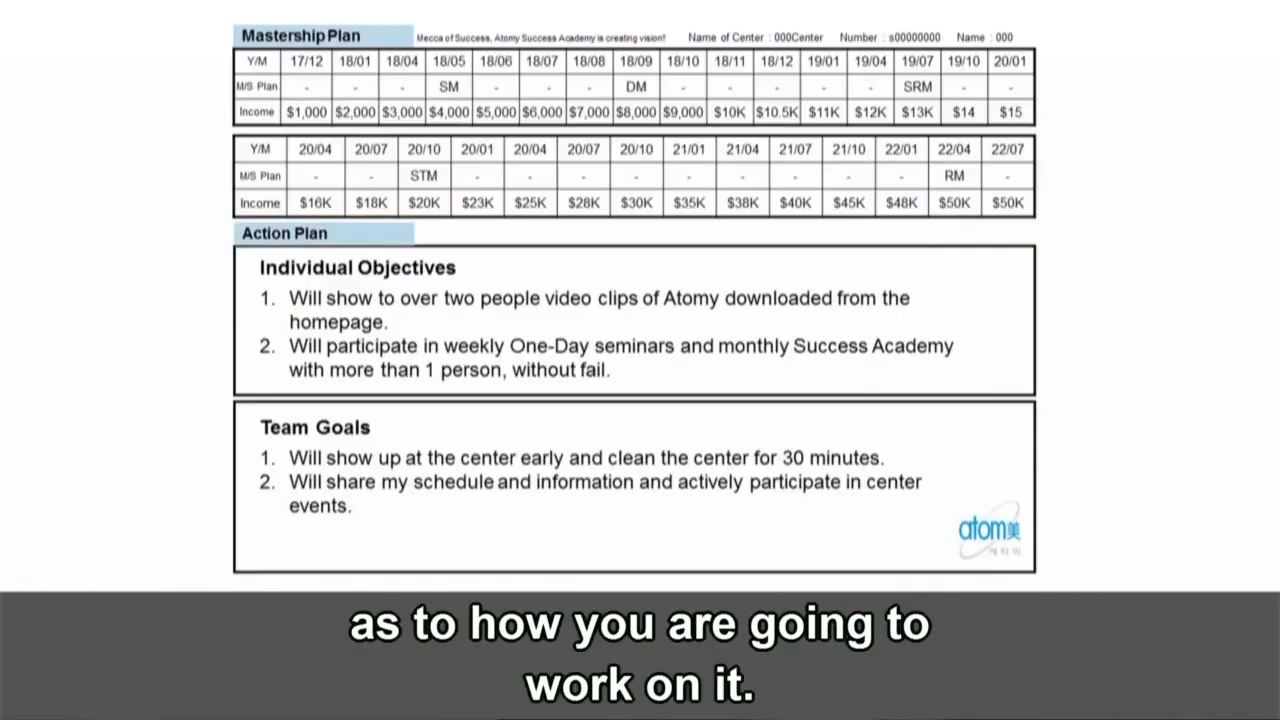 Mastership Plan Mecca of Success, Atomy Success Academy is creating vision!! Name of Center : 000Center Number : s00000000 Name : 000
Y/M 17/12 18/01 18/04 18/05 18/06 18/07 18/08 18/09 18/10 18/11 18/12 19/01 19/04 19/07 19/10 20/01
M/S Plan - - - SM - - - DM - - - - - SRM - -
Income $1,000 $2,000 $3,000 $4,000 $5,000 $6,000 $7,000 $8,000 $9,000 $10K $10.5K $11K $12K $13K $14 $15
Y/M 20/04 20/07 20/10 20/01 20/04 20/07 20/10 21/01 21/04 21/07 21/10 22/01 22/04 22/07
M/S Plan - - STM - - - - - - - - - RM -
Income $16K $18K $20K $23K $25K $28K $30K $35K $38K $40K $45K $48K $50K $50K
Action Plan
Individual Objectives
1. Will show to over two people video clips of Atomy downloaded from the
homepage.
2. Will participate in weekly One-Day seminars and monthly Success Academy
with more than 1 person, without fail.
Team Goals
1. Will show up at the center early and clean the center for 30 minutes.
2. Will share my schedule and information and actively participate in center
events.
atom美
애터미
as to how you are going to
work on it.